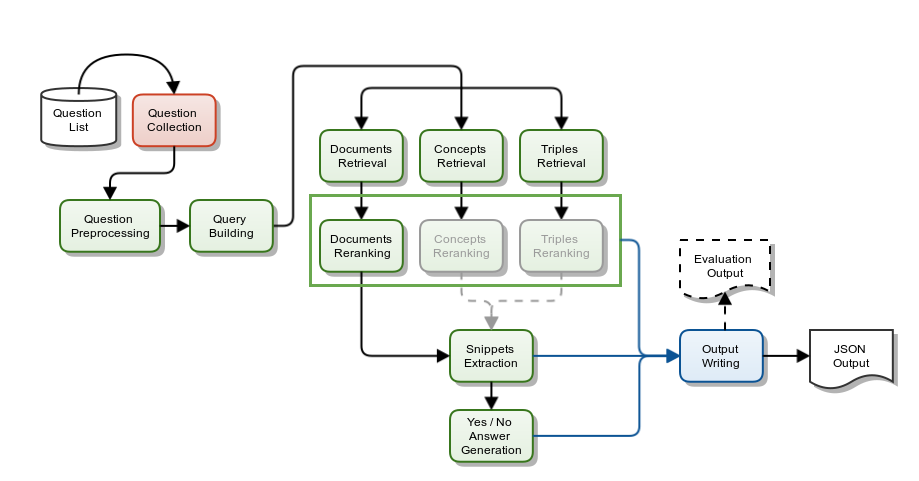 Question
List
Question
Collection
Question
Preprocessing
Query
Building
Documents
Retrieval
Concepts
Retrieval
Triples
Retrieval
Documents
Reranking
Concepts
Reranking
Triples
Reranking
Snippets
Extraction
Yes / No
Answer
Generation
Evaluation
Output
Output
Writing
JSON
Output